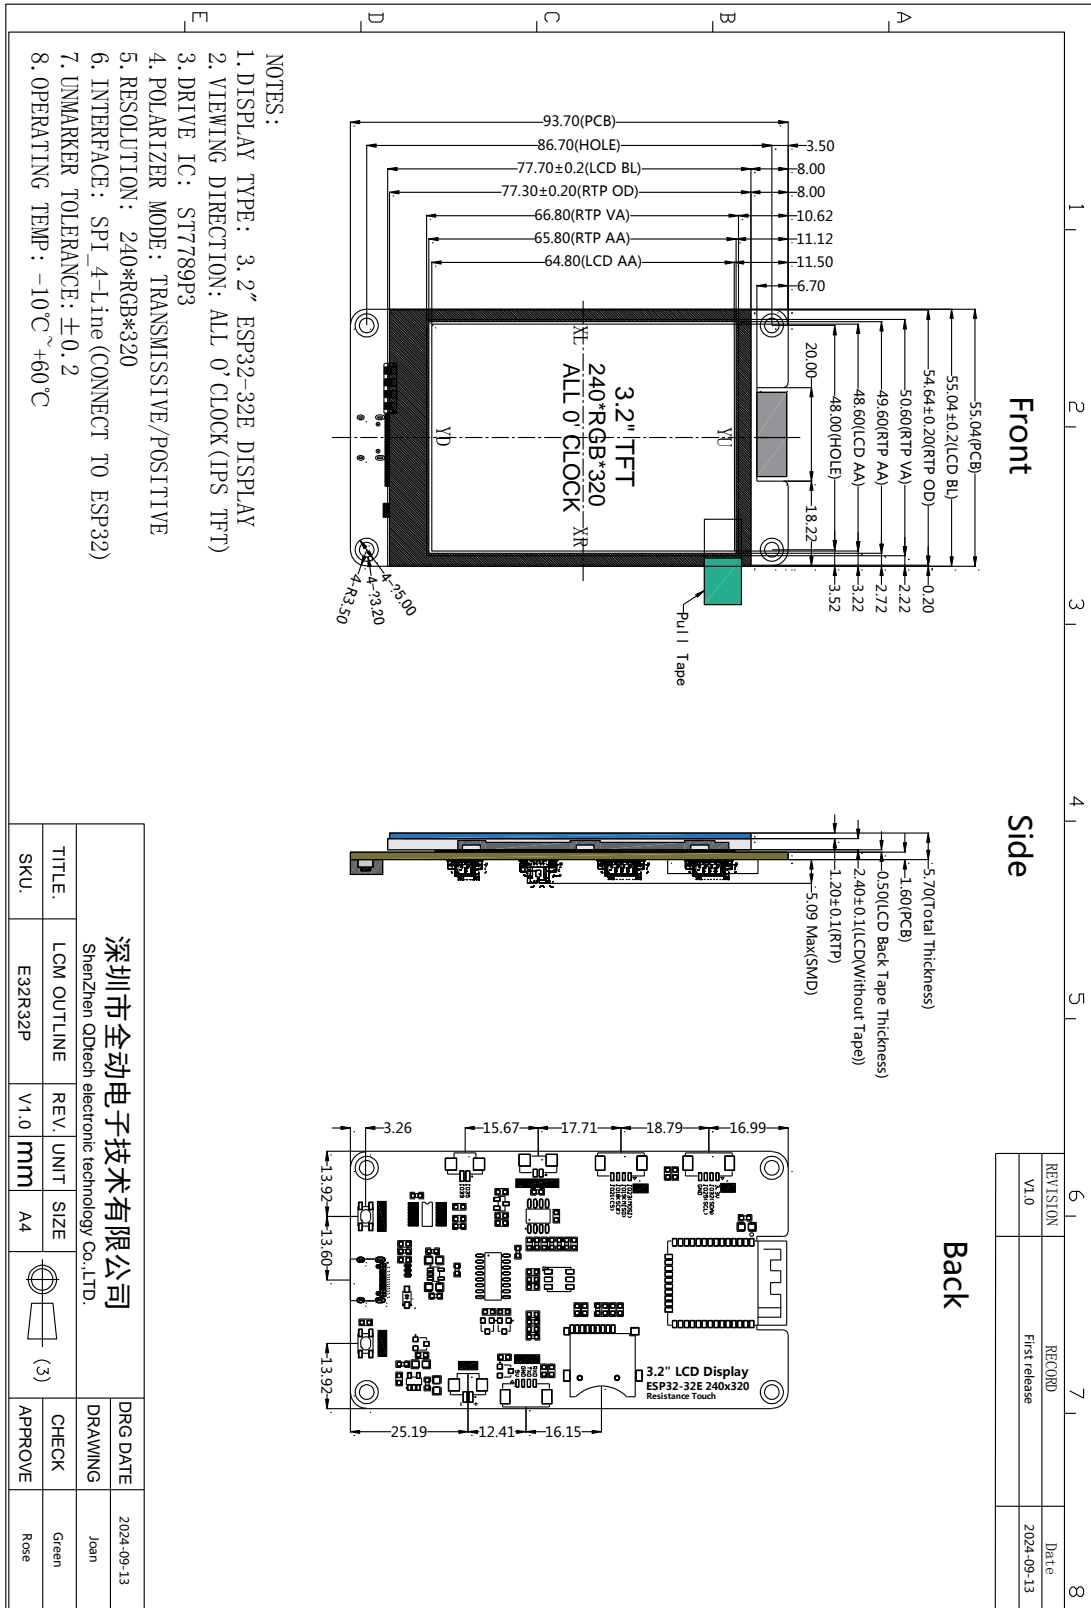 E
D
C
B
A
1
2
3
4
5
6
7
8
NOTES:
1.DISPLAY TYPE: 3.2″ ESP32-32E DISPLAY
2.VIEWING DIRECTION: ALL O'CLOCK(IPS TFT)
3.DRIVE IC: ST7789P3
4.POLARIZER MODE: TRANSMISSIVE/POSITIVE
5.RESOLUTION: 240*RGB*320
6.INTERFACE: SPI_4-Line(CONNECT TO ESP32)
7.UNMARKER TOLERANCE:±0.2
8.OPERATING TEMP:-10℃~+60℃
Front
93.70(PCB)
86.70(HOLE)
3.50
77.70±0.2(LCD BL)
8.00
77.30±0.20(RTP OD)
8.00
66.80(RTP VA)
10.62
65.80(RTP AA)
11.12
64.80(LCD AA)
11.50
6.70
55.04(PCB)
55.04±0.2(LCD BL)
54.64±0.20(RTP OD)
0.20
50.60(RTP VA)
2.22
49.60(RTP AA)
2.72
48.60(LCD AA)
3.22
48.00(HOLE)
3.52
20.00
18.22
XL
YU
YD
XR
3.2" TFT
240*RGB*320
ALL 0' CLOCK
4-?5.00
4-?3.20
4-R3.50
Pull Tape
Side
5.70(Total Thickness)
1.60(PCB)
0.50(LCD Back Tape Thickness)
2.40±0.1(LCD(Without Tape))
1.20±0.1(RTP)
5.09 Max(SMD)
Back
3.26
15.67
17.71
18.79
16.99
13.92
13.60
13.92
25.19
12.41
16.15
3.2" LCD Display
ESP32-32E 240x320
Resistance Touch
REVISION
RECORD
Date
V1.0
First release
2024-09-13
深圳市全动电子技术有限公司
ShenZhen QDtech electronic technology Co.,LTD.
TITLE.
LCM OUTLINE
REV.
UNIT
SIZE
SKU.
E32R32P
V1.0
mm
A4
(3)
DRG DATE
2024-09-13
DRAWING
Joan
CHECK
Green
APPROVE
Rose